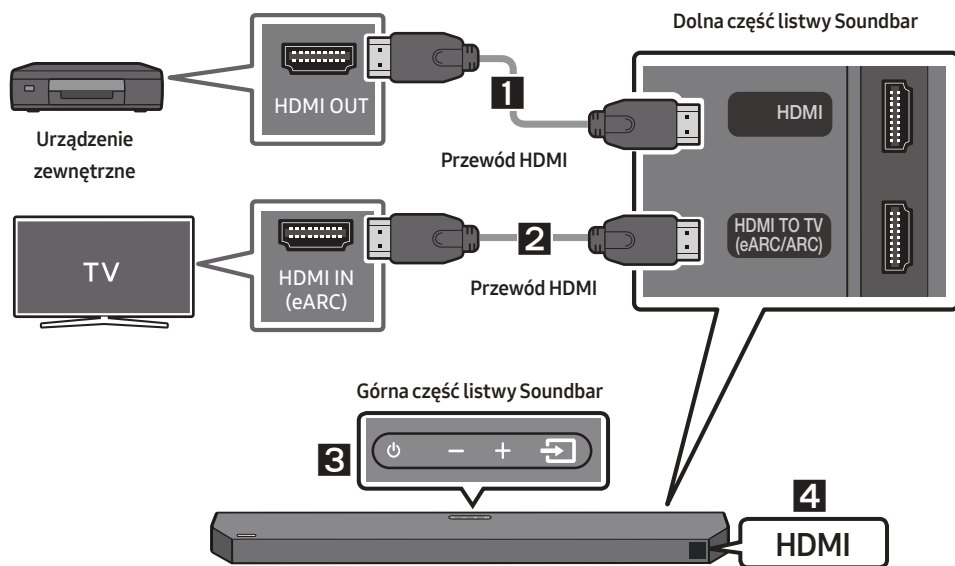 Dolna część listwy Soundbar
HDMI OUT
1
HDMI
Urządzenie
zewnętrzne
Przewód HDMI
TV
HDMI IN
(eARC)
2
HDMI TO TV
(eARC/ARC)
Przewód HDMI
Górna część listwy Soundbar
3
4
HDMI